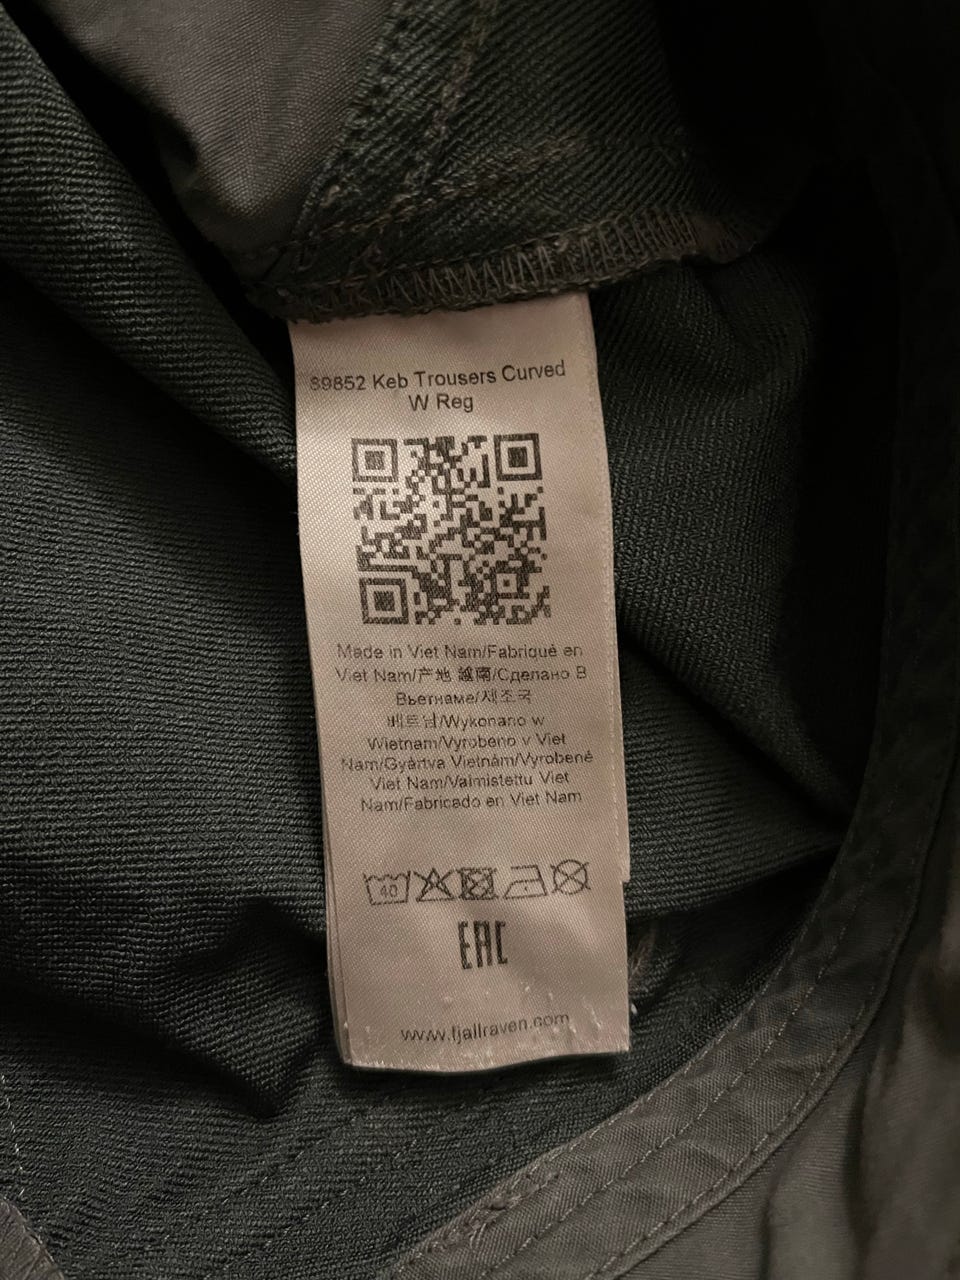 89852 Keb Trousers Curved
W Reg
Made in Viet Nam/Fabriqué en
Viet Nam/产地 越南/Сделано В
Вьетнаме/제조국
베트남/Wykonano w
Wietnam/Vyrobeno v Viet
Nam/Gyártva Vietnám/Vyrobené
Viet Nam/Valmistettu Viet
Nam/Fabricado en Viet Nam
40
EAC
www.fjallraven.com